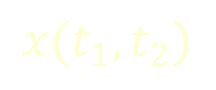 x(t₁, t₂)